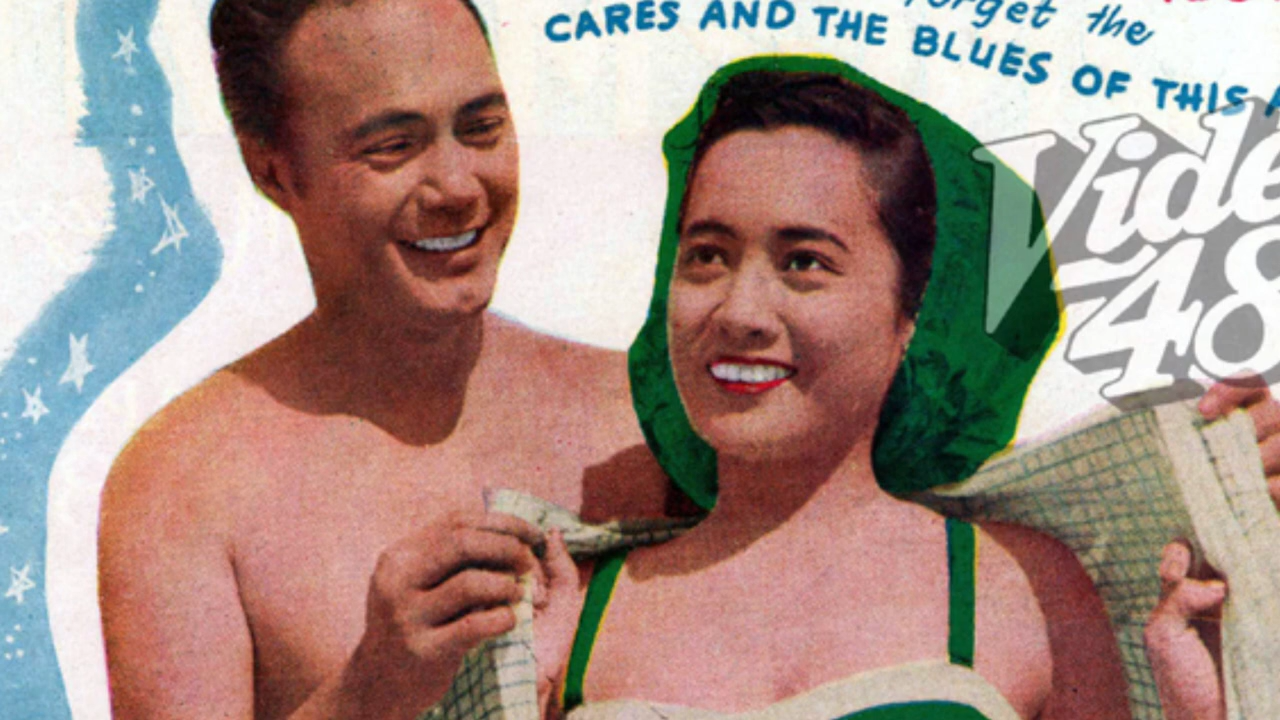 forget the
CARES AND THE BLUES OF THIS
Vide
48